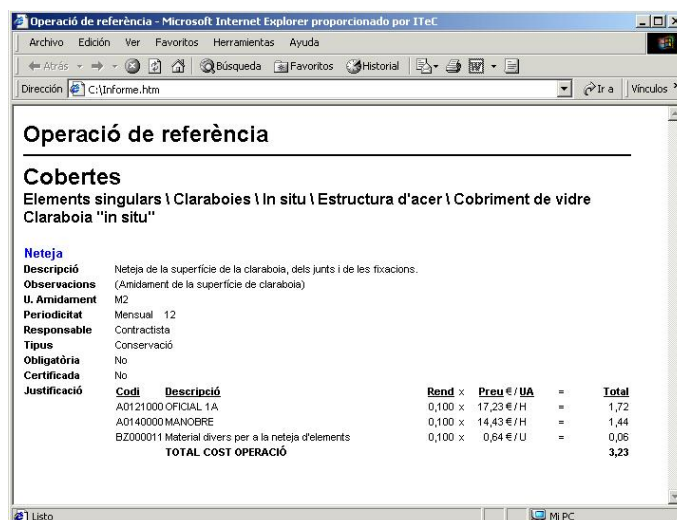 Operació de referència - Microsoft Internet Explorer proporcionado por ITeC
Archivo Edición Ver Favoritos Herramientas Ayuda
Atrás Búsqueda Favoritos Historial
Dirección C:\Informe.htm Ir a Vínculos »
Operació de referència
Cobertes
Elements singulars \ Claraboies \ In situ \ Estructura d'acer \ Cobriment de vidre
Claraboia "in situ"
Neteja
Descripció Neteja de la superfície de la claraboia, dels junts i de les fixacions.
Observacions (Amidament de la superfície de claraboia)
U. Amidament M2
Periodicitat Mensual 12
Responsable Contractista
Tipus Conservació
Obligatòria No
Certificada No
Justificació Codi Descripció Rend x Preu € / UA = Total
A0121000 OFICIAL 1A 0,100 x 17,23 € / H = 1,72
A0140000 MANOBRE 0,100 x 14,43 € / H = 1,44
BZ000011 Material divers per a la neteja d'elements 0,100 x 0,64 € / U = 0,06
TOTAL COST OPERACIÓ 3,23
Listo Mi PC